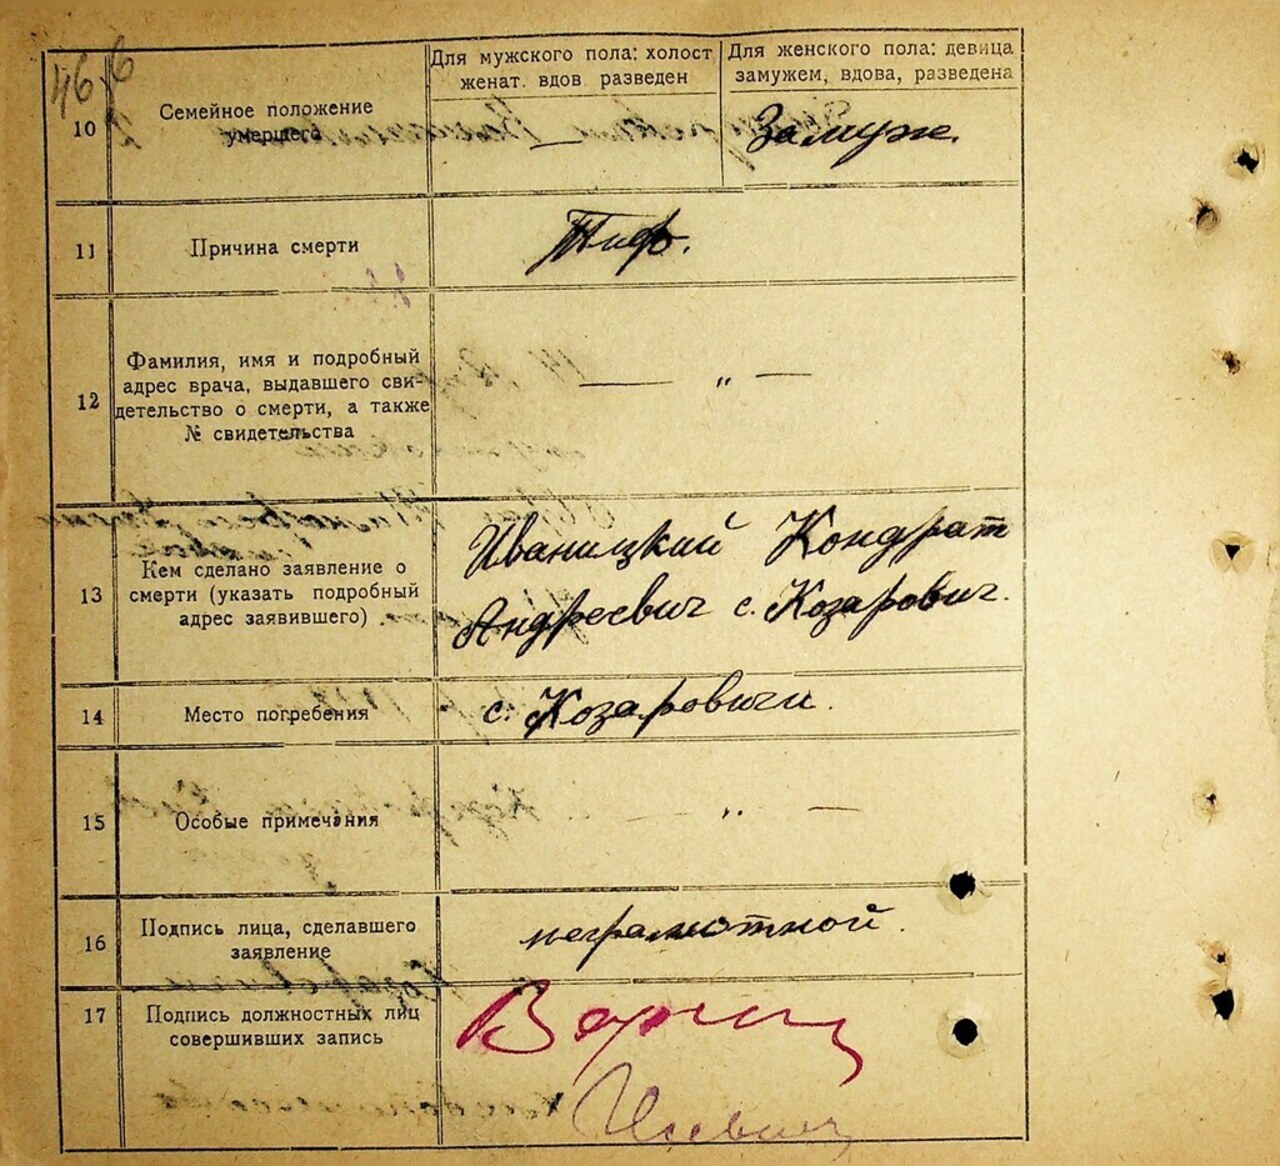 46 б
Для мужского пола: холост
женат. вдов. разведен
Для женского пола: девица
замужем, вдова, разведена
10
Семейное положение
умершего
—
Замуж.
11
Причина смерти
Тиф.
12
Фамилия, имя и подробный
адрес врача, выдавшего сви-
детельство о смерти, а также
№ свидетельства
— „ —
13
Кем сделано заявление о
смерти (указать подробный
адрес заявившего)
Иваницкий Кондрат
Андреевич с. Козарович.
14
Место погребения
с. Козаровичи.
15
Особые примечания
— „ —
16
Подпись лица, сделавшего
заявление
неграмотной.
17
Подпись должностных лиц
совершивших запись